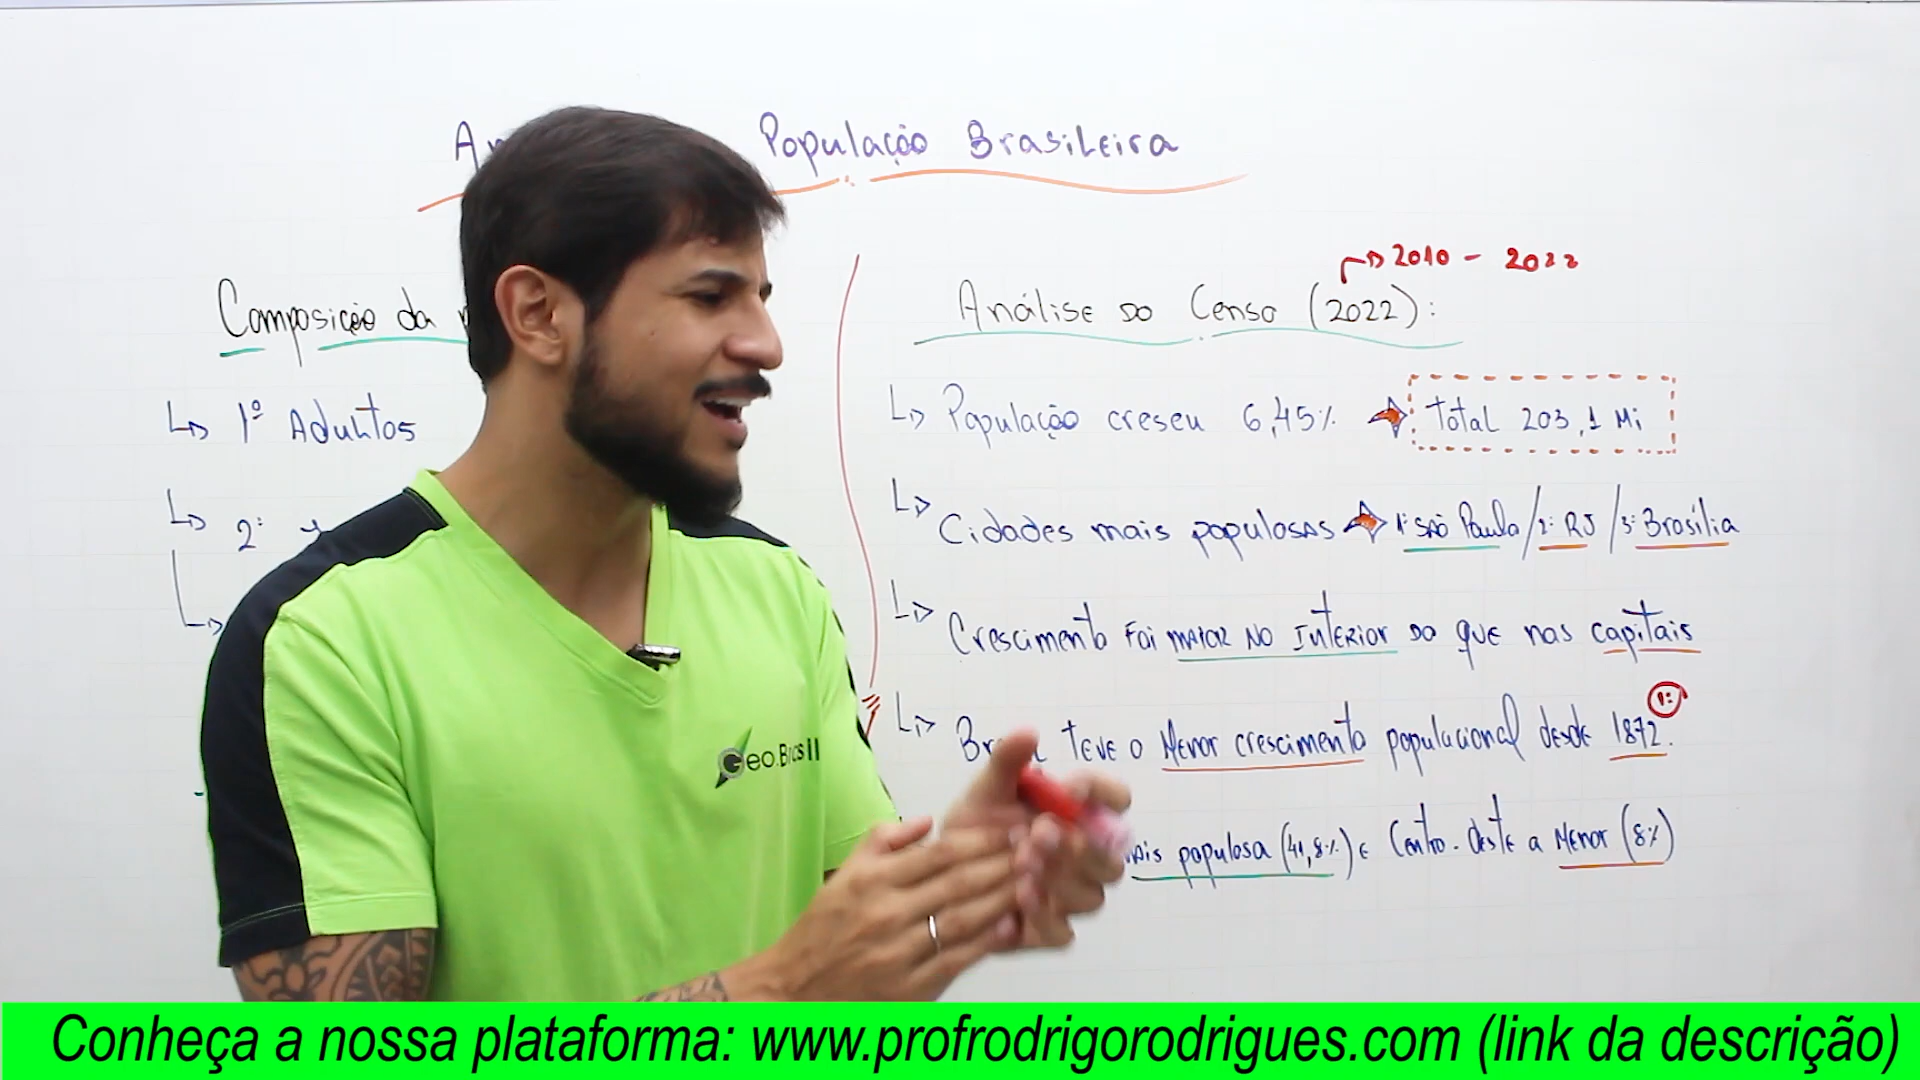 População Brasileira
Composição da
1º Adultos
2º
2010 - 2022
Análise do Censo (2022):
População cresceu 6,45% Total 203,1 Mi
Cidades mais populosas 1º São Paulo / 2º RJ / 3º Brasília
Crescimento foi maior no interior do que nas capitais
1º
teve o Menor crescimento populacional desde 1872.
populosa (41,8%) e Centro-Oeste a Menor (8%)
Geo.Brasil
Conheça a nossa plataforma: www.profrodrigorodrigues.com (link da descrição)